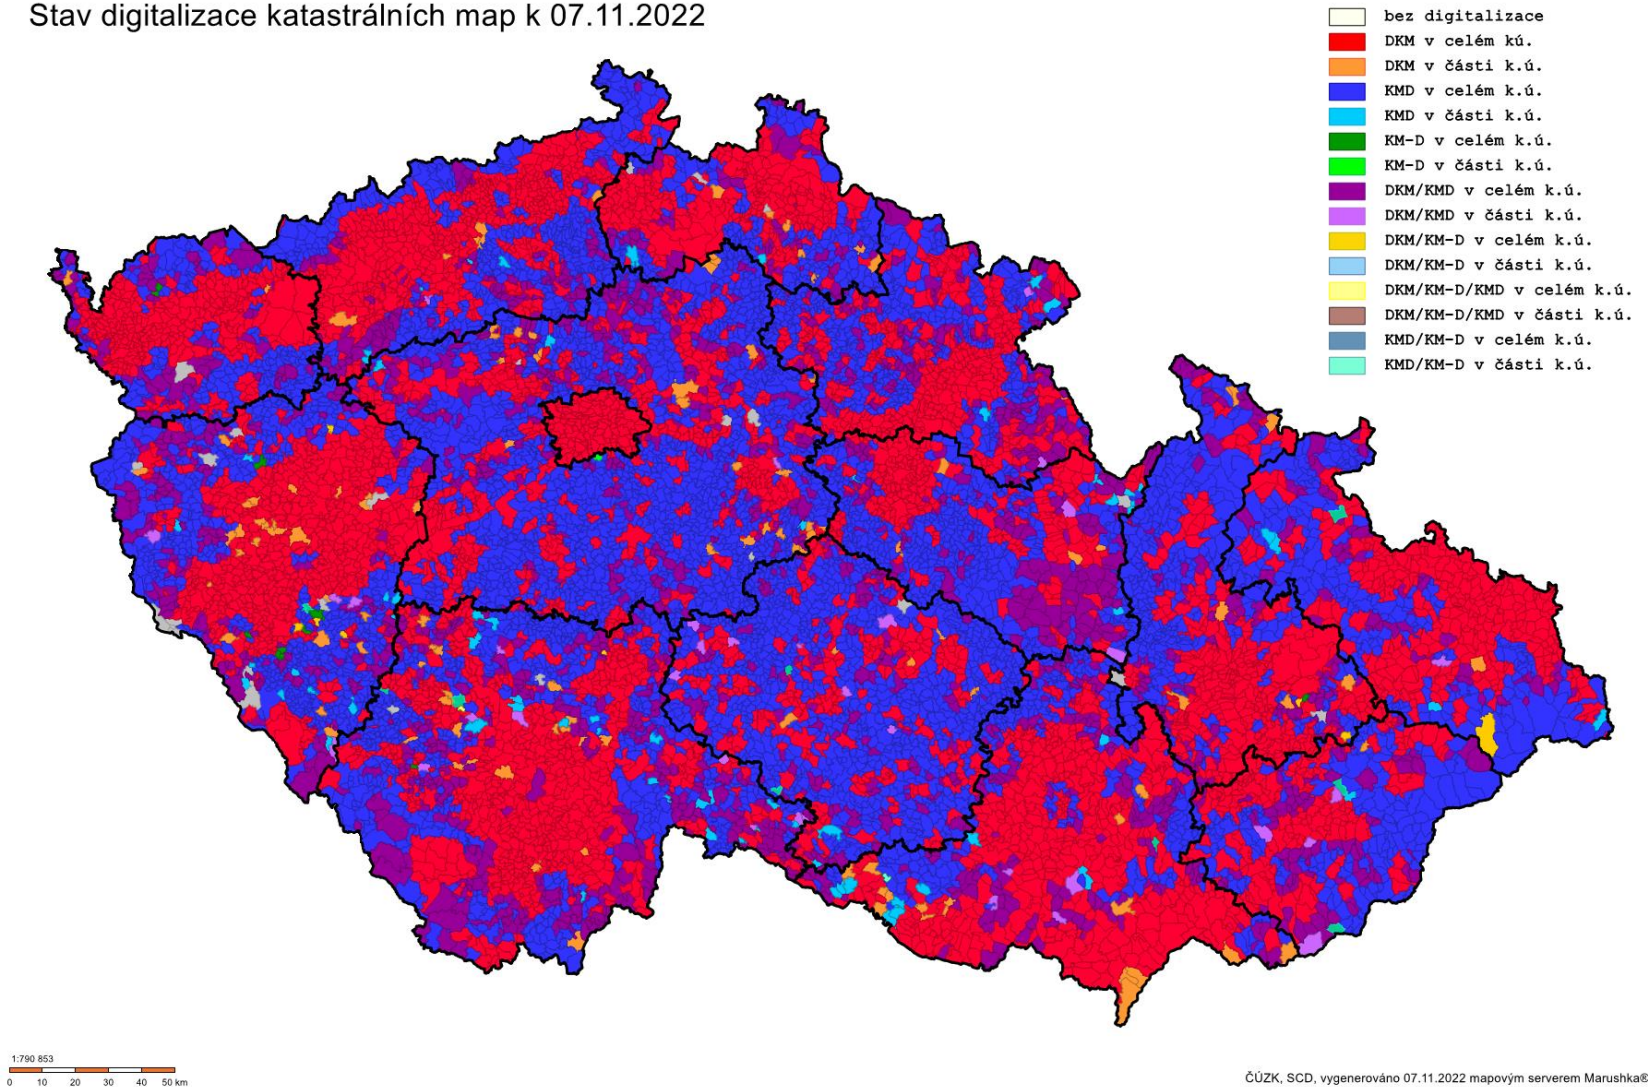 Stav digitalizace katastrálních map k 07.11.2022
bez digitalizace
DKM v celém kú.
DKM v části k.ú.
KMD v celém k.ú.
KMD v části k.ú.
KM-D v celém k.ú.
KM-D v části k.ú.
DKM/KMD v celém k.ú.
DKM/KMD v části k.ú.
DKM/KM-D v celém k.ú.
DKM/KM-D v části k.ú.
DKM/KM-D/KMD v celém k.ú.
DKM/KM-D/KMD v části k.ú.
KMD/KM-D v celém k.ú.
KMD/KM-D v části k.ú.
1:790 853
0 10 20 30 40 50 km
ČÚZK, SCD, vygenerováno 07.11.2022 mapovým serverem Marushka®